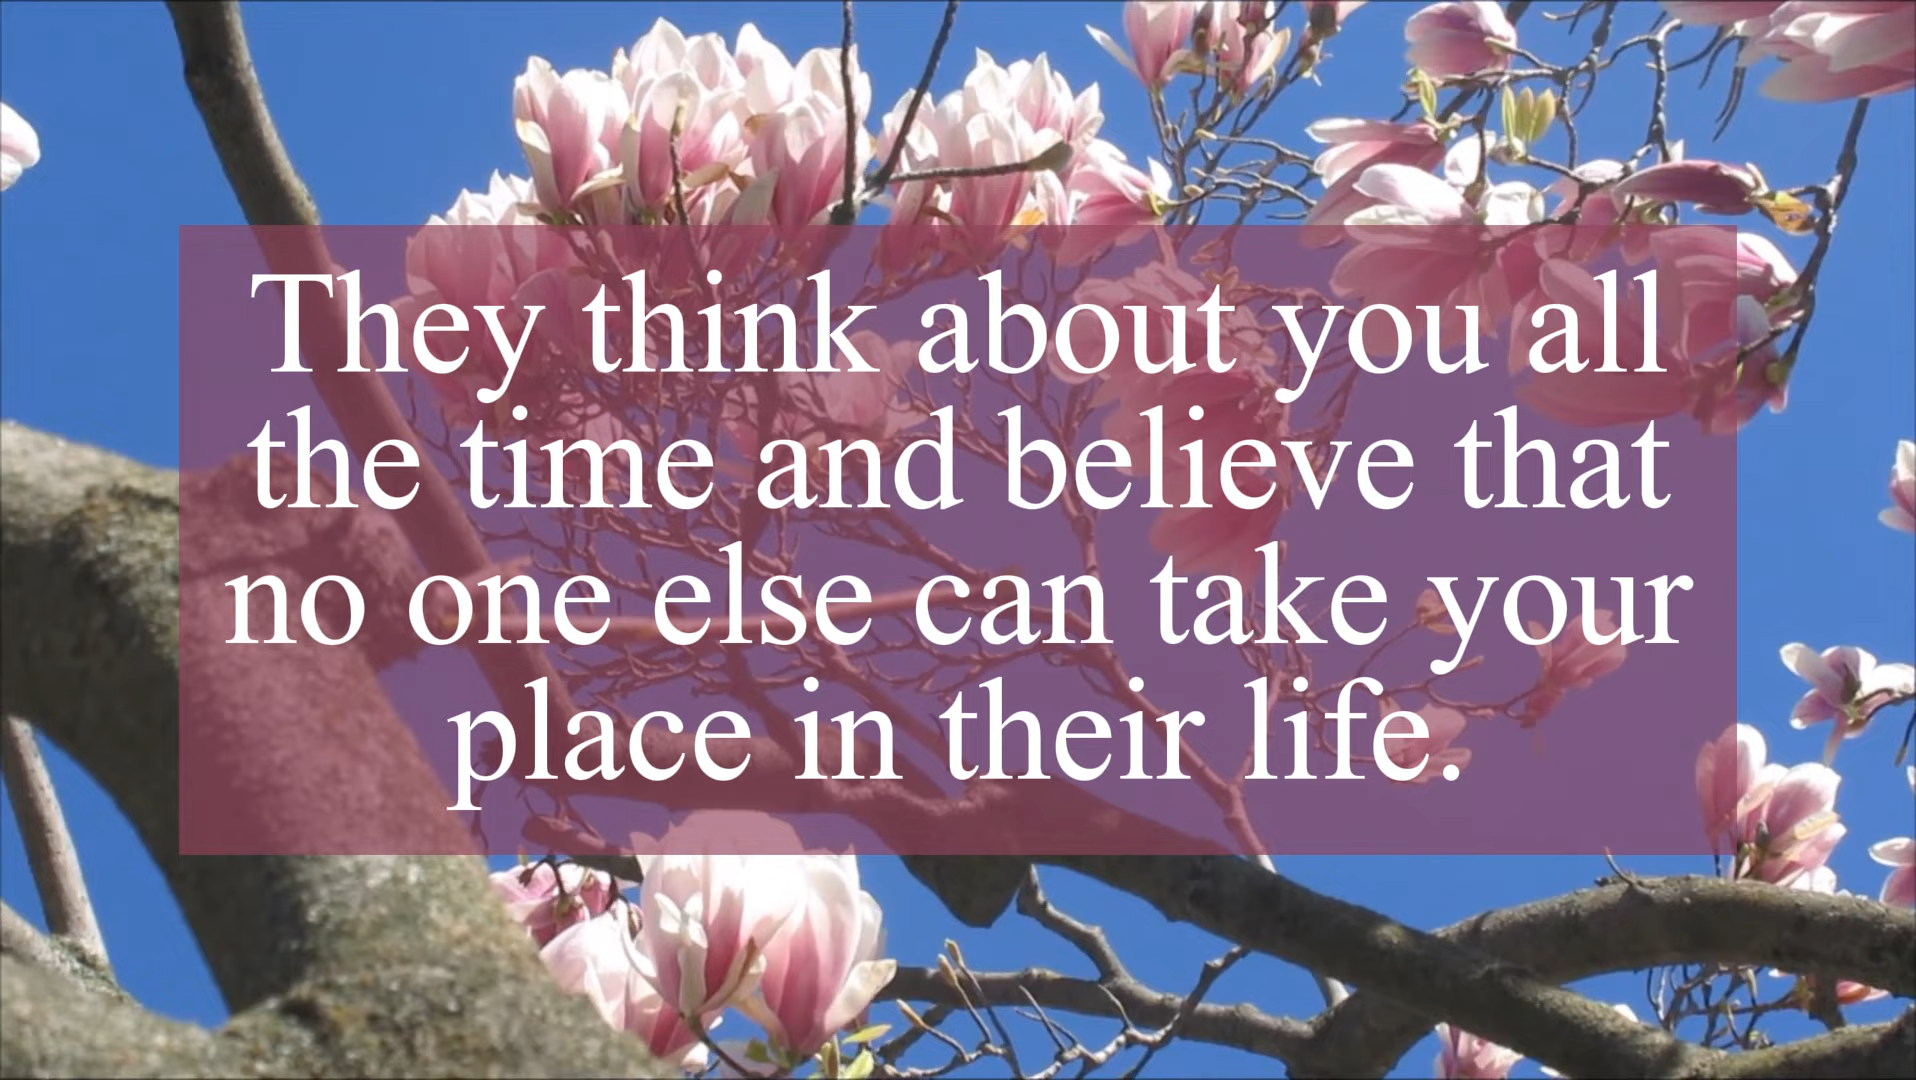 They think about you all
the time and believe that
no one else can take your
place in their life.